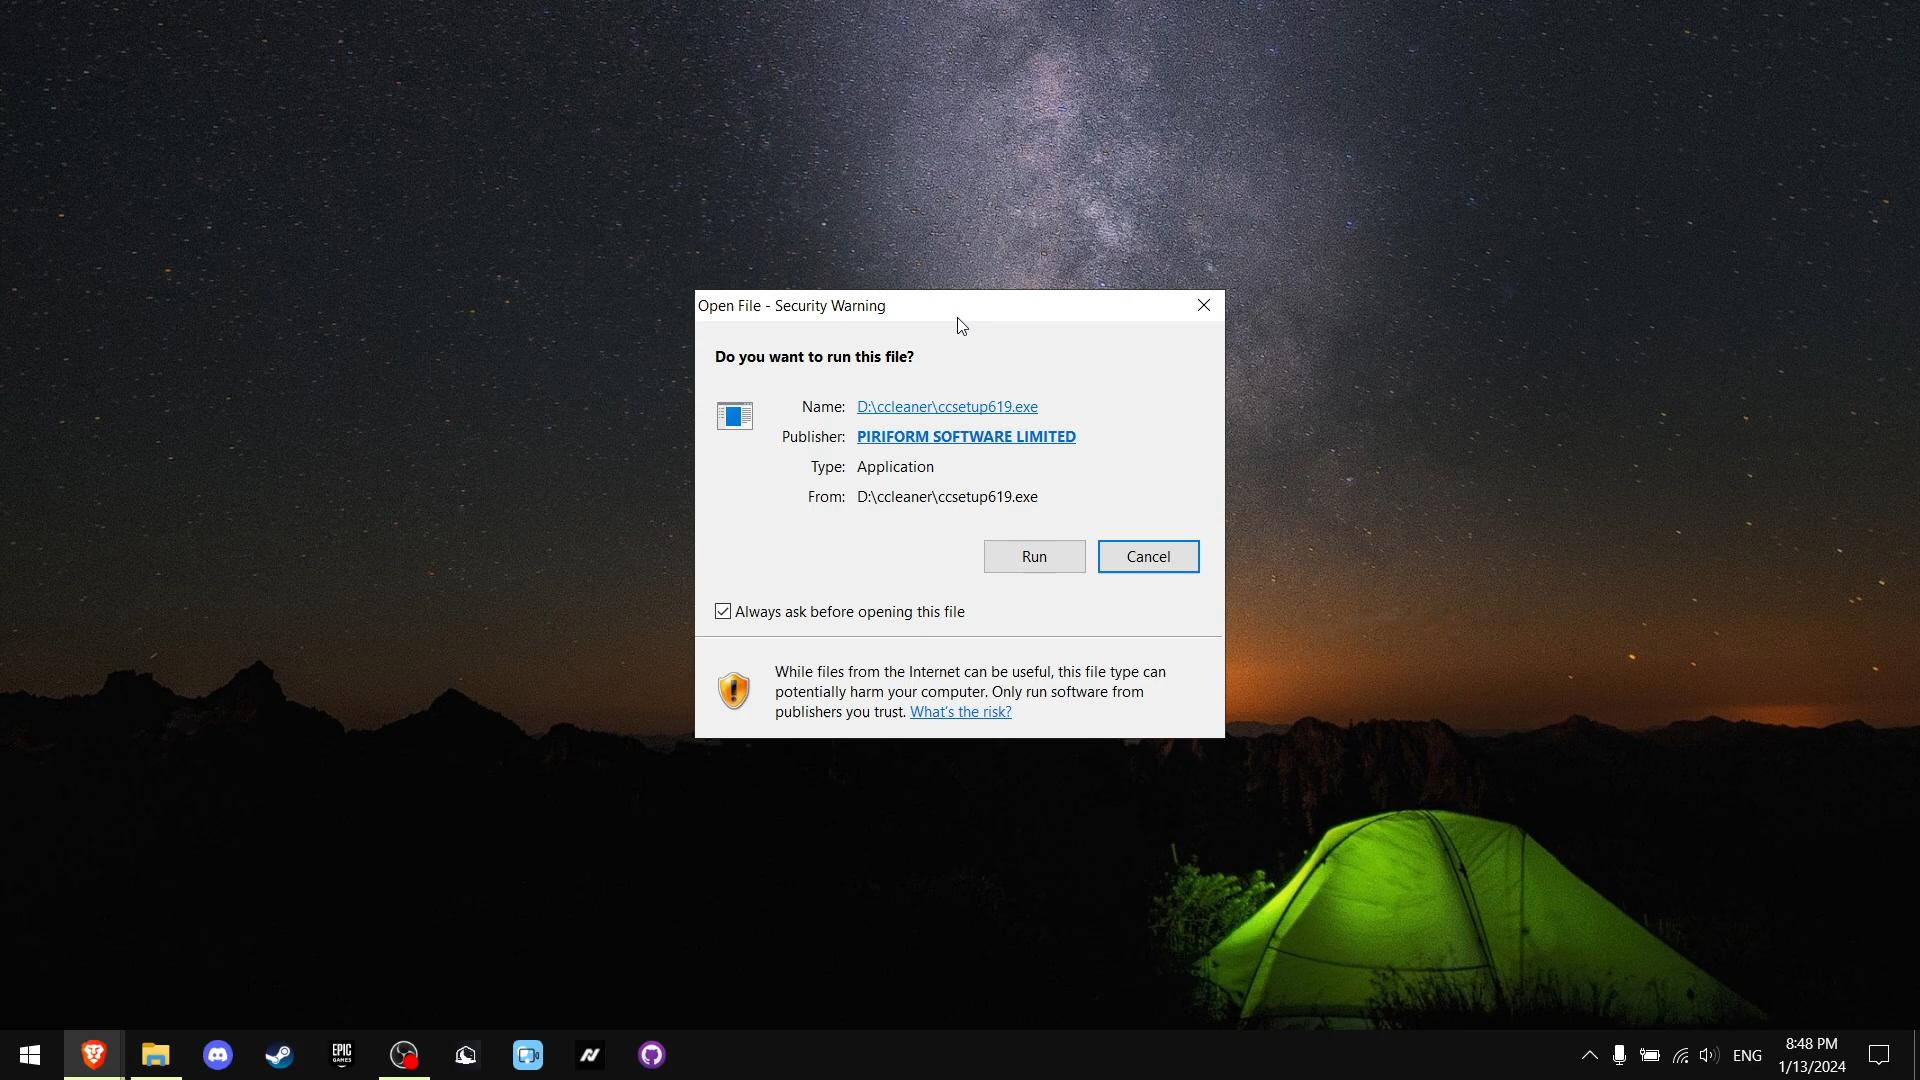 Open File - Security Warning
Do you want to run this file?
Name: D:\ccleaner\ccsetup619.exe
Publisher: PIRIFORM SOFTWARE LIMITED
Type: Application
From: D:\ccleaner\ccsetup619.exe
Run Cancel
Always ask before opening this file
While files from the Internet can be useful, this file type can
potentially harm your computer. Only run software from
publishers you trust. What's the risk?
EPIC
GAMES
ENG
8:48 PM
1/13/2024